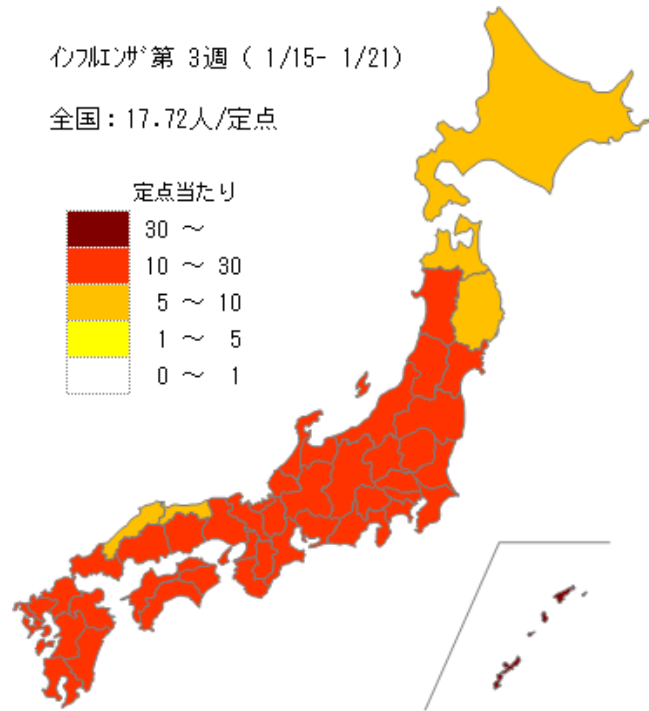 ｲﾝﾌﾙｴﾝｻﾞ第 3週 ( 1/15- 1/21)
全国：17.72人/定点
定点当たり
30 ～
10 ～ 30
5 ～ 10
1 ～ 5
0 ～ 1